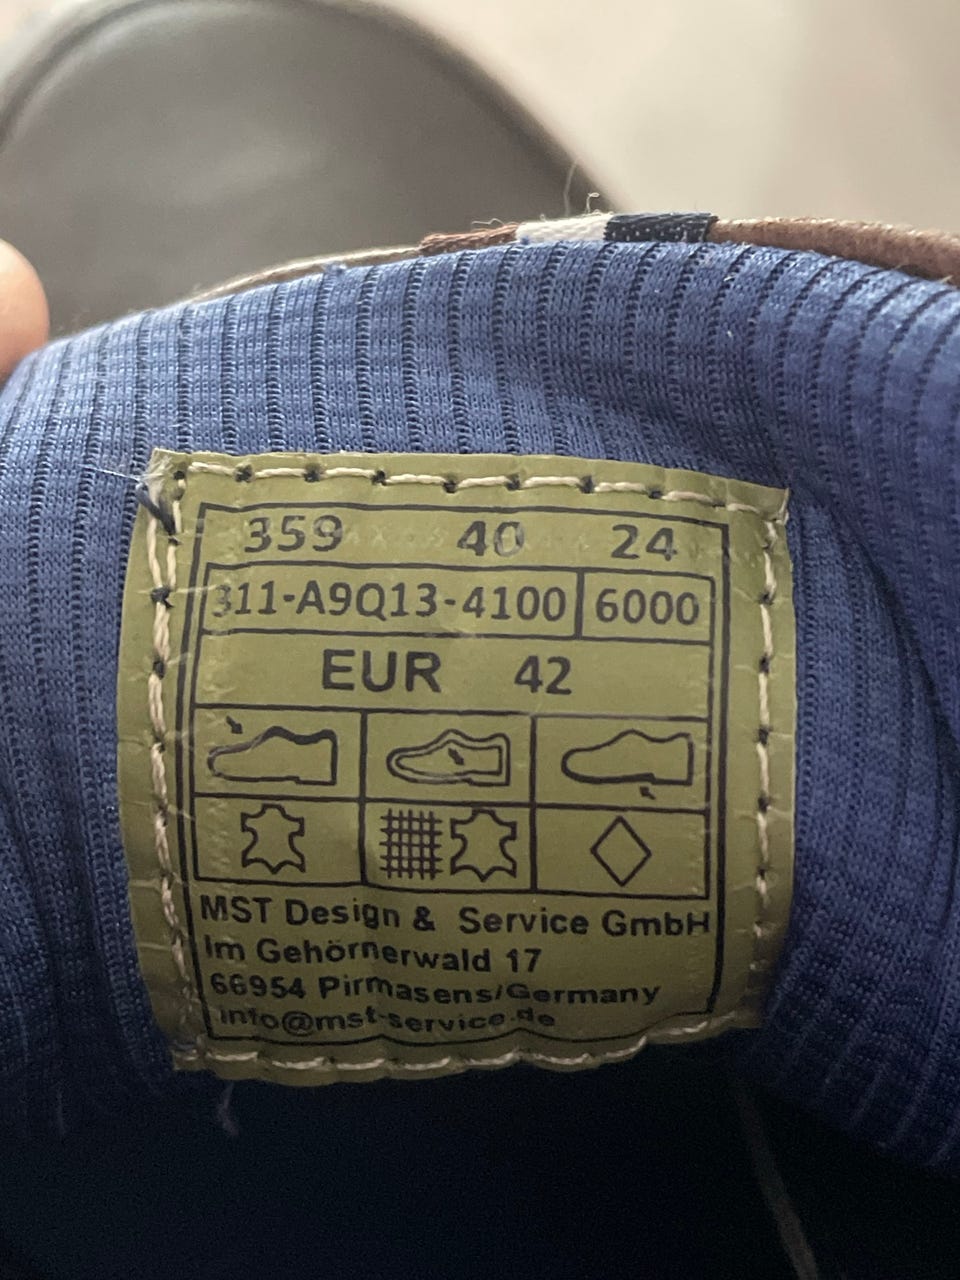 359 40 24
311-A9Q13-4100 6000
EUR 42
MST Design & Service GmbH
Im Gehörnerwald 17
66954 Pirmasens/Germany
info@mst-service.de